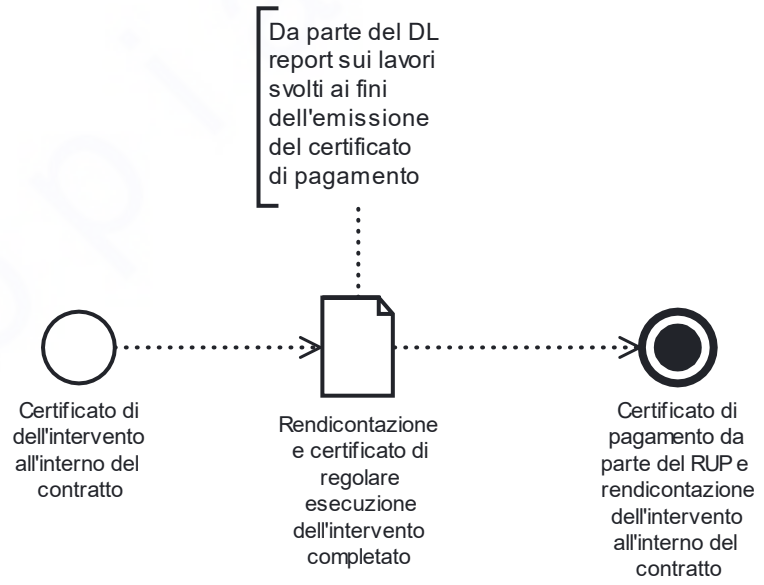 Da parte del DL
report sui lavori
svolti ai fini
dell'emissione
del certificato
di pagamento
Certificato di
dell'intervento
all'interno del
contratto
Rendicontazione
e certificato di
regolare
esecuzione
dell'intervento
completato
Certificato di
pagamento da
parte del RUP e
rendicontazione
dell'intervento
all'interno del
contratto